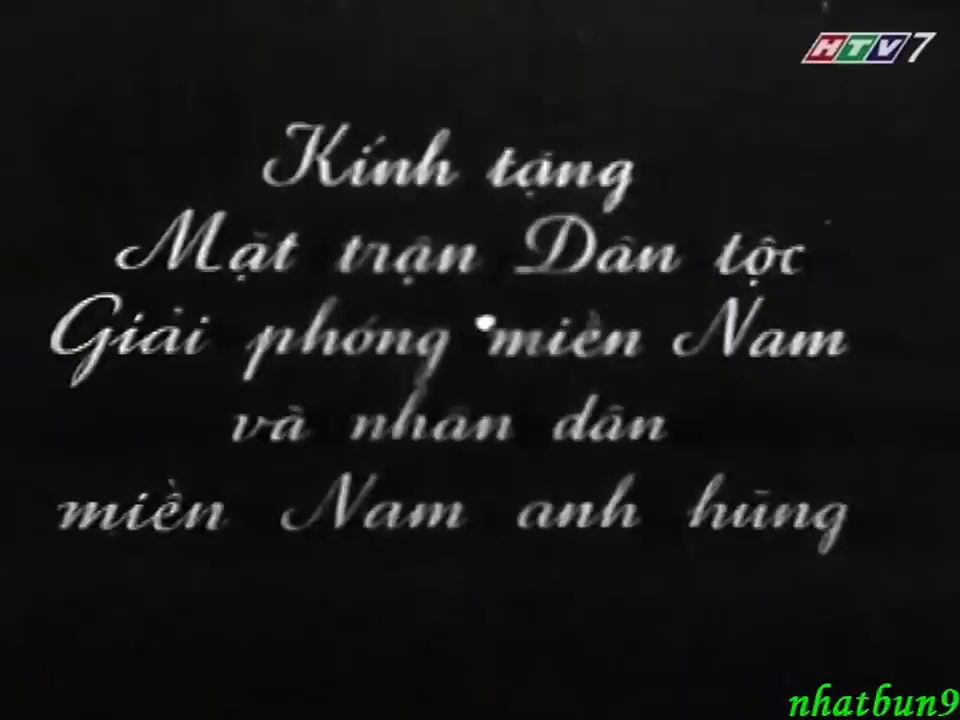 HTV7
Kính tặng
Mặt trận Dân tộc
Giải phóng miền Nam
và nhân dân
miền Nam anh hùng
nhatbun9